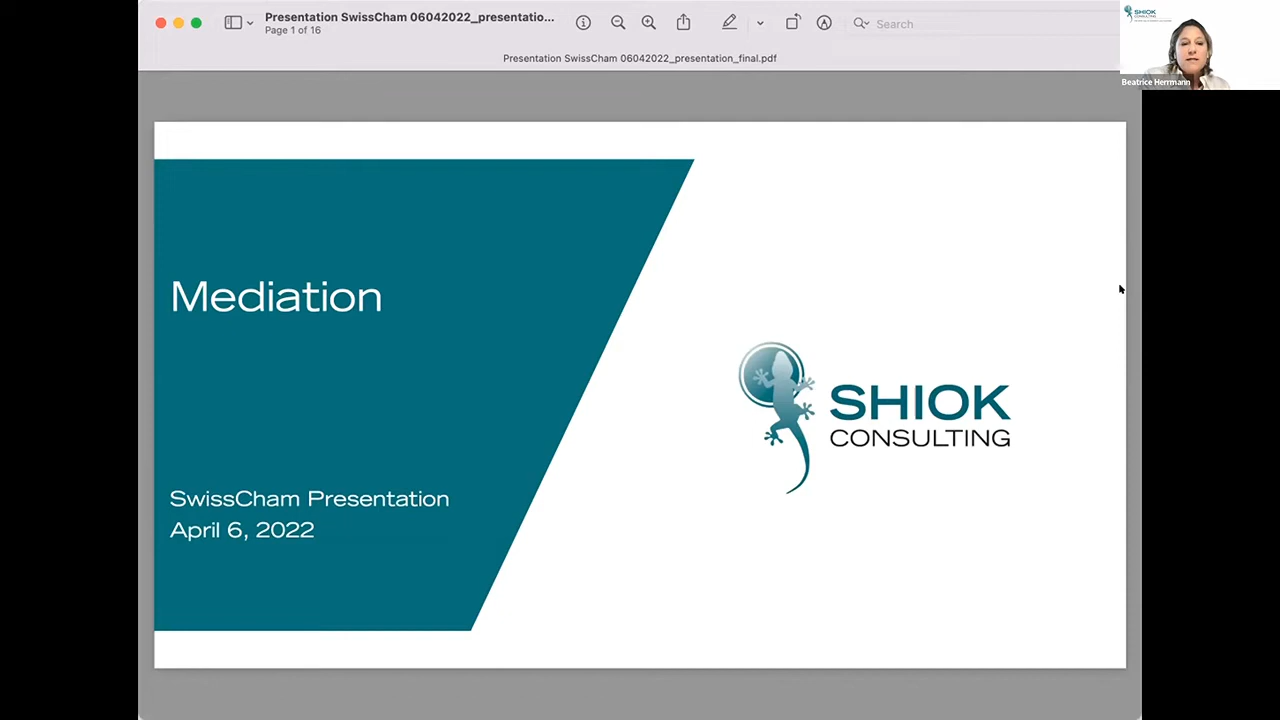 Presentation SwissCham 06042022_presentatio...
Page 1 of 16
Search
Presentation SwissCham 06042022_presentation_final.pdf
SHIOK
Beatrice Herrmann
Mediation
SHIOK
CONSULTING
SwissCham Presentation
April 6, 2022